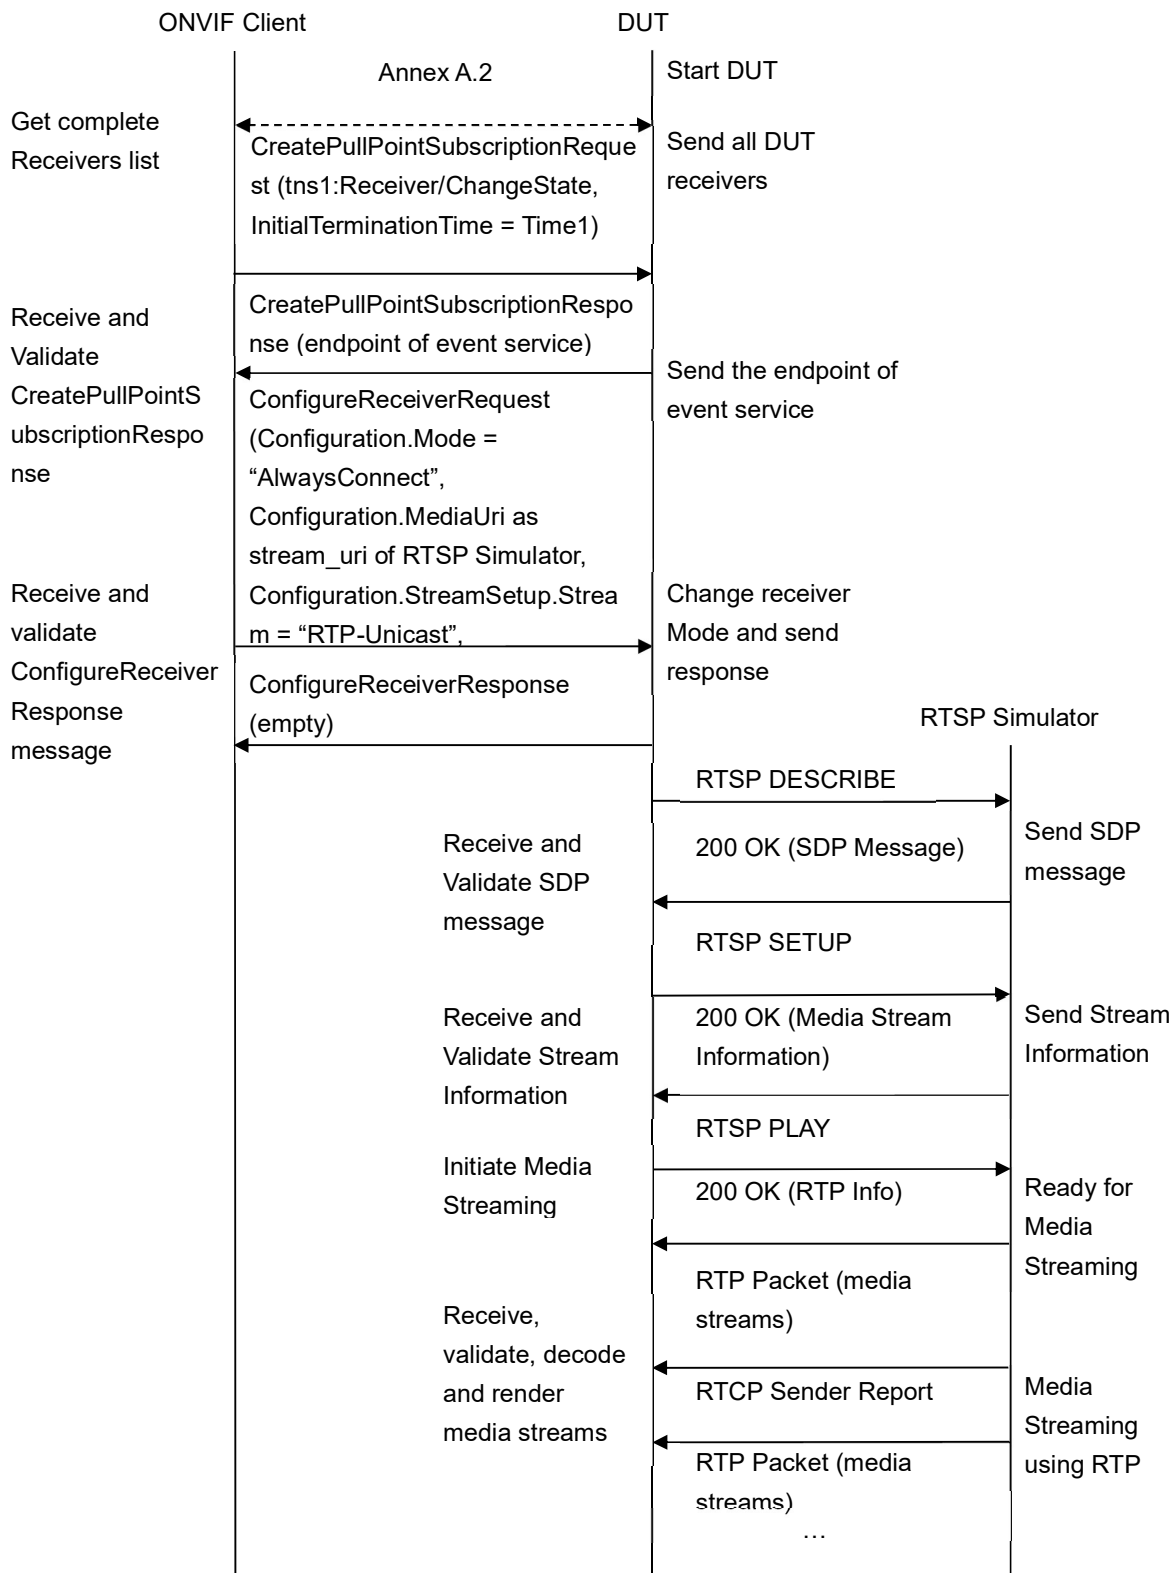 ONVIF Client
DUT
Annex A.2
Start DUT
Get complete
Receivers list
CreatePullPointSubscriptionReque
st (tns1:Receiver/ChangeState,
InitialTerminationTime = Time1)
Send all DUT
receivers
CreatePullPointSubscriptionRespo
nse (endpoint of event service)
Receive and
Validate
CreatePullPointS
ubscriptionRespo
nse
Send the endpoint of
event service
ConfigureReceiverRequest
(Configuration.Mode =
“AlwaysConnect”,
Configuration.MediaUri as
stream_uri of RTSP Simulator,
Configuration.StreamSetup.Strea
m = “RTP-Unicast”,
Receive and
validate
ConfigureReceiver
Response
message
Change receiver
Mode and send
response
ConfigureReceiverResponse
(empty)
RTSP Simulator
RTSP DESCRIBE
Receive and
Validate SDP
message
200 OK (SDP Message)
Send SDP
message
RTSP SETUP
Receive and
Validate Stream
Information
200 OK (Media Stream
Information)
Send Stream
Information
RTSP PLAY
Initiate Media
Streaming
200 OK (RTP Info)
Ready for
Media
Streaming
RTP Packet (media
streams)
Receive,
validate, decode
and render
media streams
RTCP Sender Report
Media
Streaming
using RTP
RTP Packet (media
streams)
…